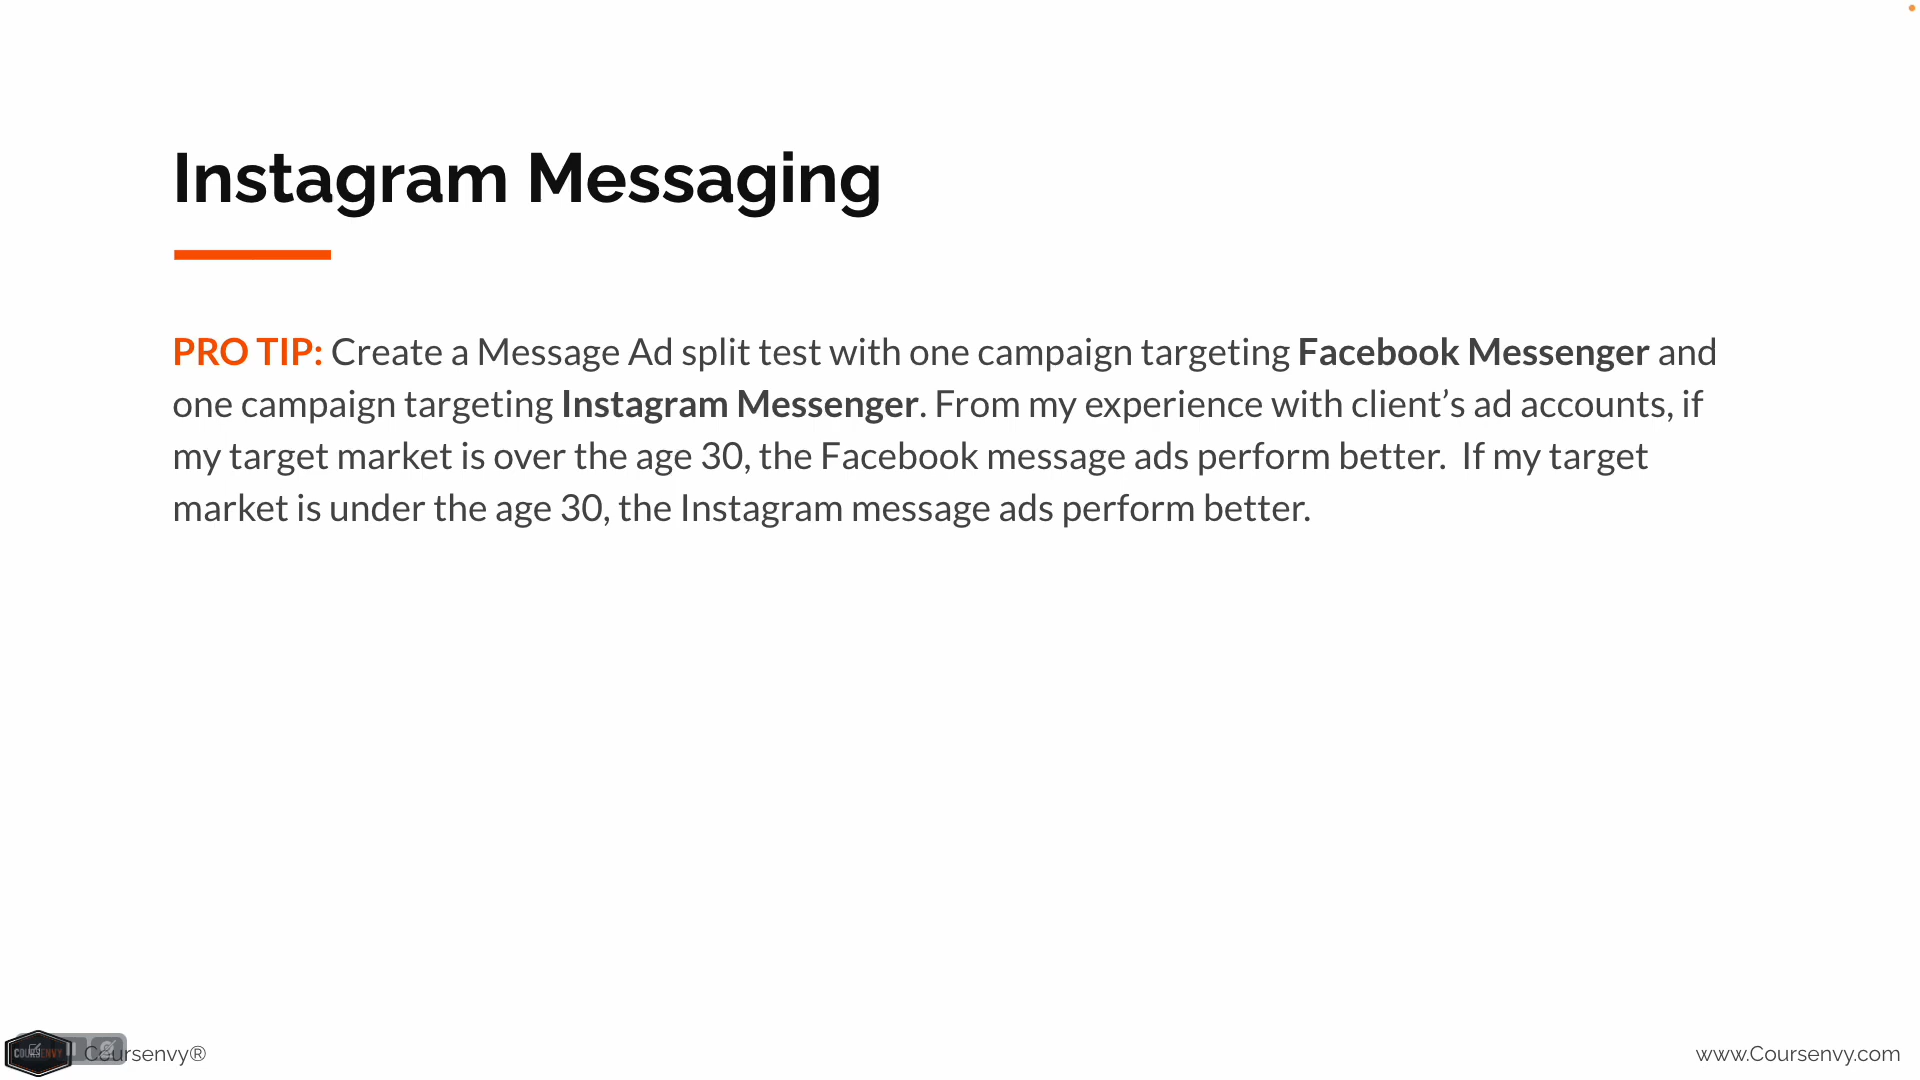 Instagram Messaging
PRO TIP: Create a Message Ad split test with one campaign targeting Facebook Messenger and
one campaign targeting Instagram Messenger. From my experience with client’s ad accounts, if
my target market is over the age 30, the Facebook message ads perform better.  If my target
market is under the age 30, the Instagram message ads perform better.
COURSENVY
Coursenvy®
www.Coursenvy.com